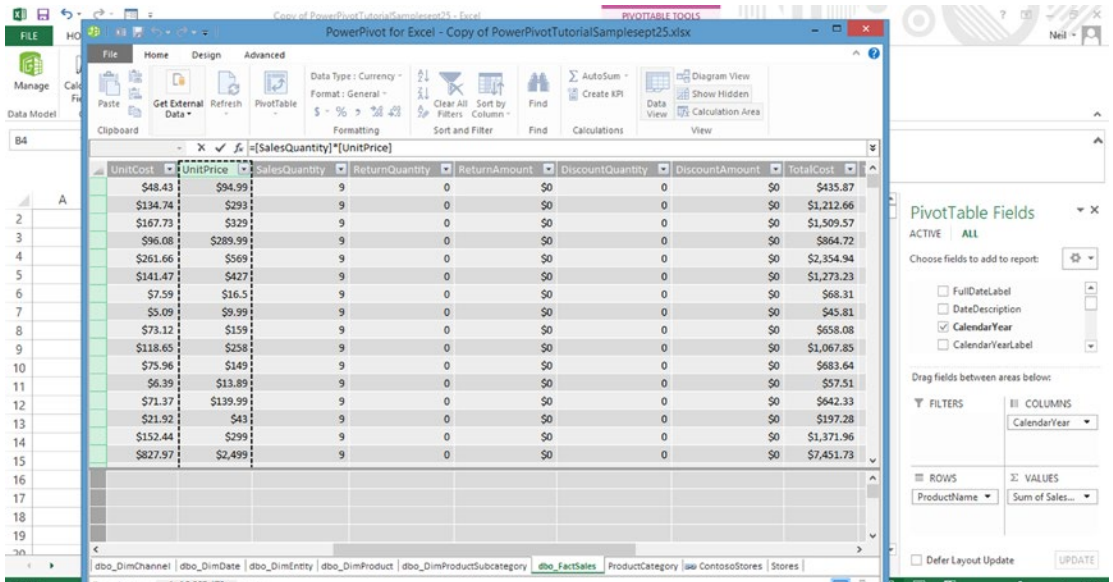 Copy of PowerPivotTutorialSamplesept25 - Excel
PIVOTTABLE TOOLS
FILE
HO
Neil
Manage
Calc
Fie
Data Model
B4
PowerPivot for Excel - Copy of PowerPivotTutorialSamplesept25.xlsx
File Home Design Advanced
Paste
Get External Data
Refresh
PivotTable
Data Type : Currency
Format : General
$ - % >
Clear All Filters
Sort by Column
Find
AutoSum
Create KPI
Data View
Diagram View
Show Hidden
Calculation Area
Clipboard Formatting Sort and Filter Find Calculations View
fx =[SalesQuantity]*[UnitPrice]
UnitCost UnitPrice SalesQuantity ReturnQuantity ReturnAmount DiscountQuantity DiscountAmount TotalCost
$48.43 $94.99 9 0 $0 0 $0 $435.87
$134.74 $293 9 0 $0 0 $0 $1,212.66
$167.73 $329 9 0 $0 0 $0 $1,509.57
$96.08 $289.99 9 0 $0 0 $0 $864.72
$261.66 $569 9 0 $0 0 $0 $2,354.94
$141.47 $427 9 0 $0 0 $0 $1,273.23
$7.59 $16.5 9 0 $0 0 $0 $68.31
$5.09 $9.99 9 0 $0 0 $0 $45.81
$73.12 $159 9 0 $0 0 $0 $658.08
$118.65 $258 9 0 $0 0 $0 $1,067.85
$75.96 $149 9 0 $0 0 $0 $683.64
$6.39 $13.89 9 0 $0 0 $0 $57.51
$71.37 $139.99 9 0 $0 0 $0 $642.33
$21.92 $43 9 0 $0 0 $0 $197.28
$152.44 $299 9 0 $0 0 $0 $1,371.96
$827.97 $2,499 9 0 $0 0 $0 $7,451.73
dbo_DimChannel dbo_DimDate dbo_DimEntity dbo_DimProduct dbo_DimProductSubcategory dbo_FactSales ProductCategory ContosoStores Stores
A
2
3
4
5
6
7
8
9
10
11
12
13
14
15
16
17
18
19
20
PivotTable Fields
ACTIVE ALL
Choose fields to add to report:
FullDateLabel
DateDescription
CalendarYear
CalendarYearLabel
Drag fields between areas below:
FILTERS
COLUMNS
CalendarYear
ROWS
Σ VALUES
ProductName
Sum of Sales...
Defer Layout Update
UPDATE